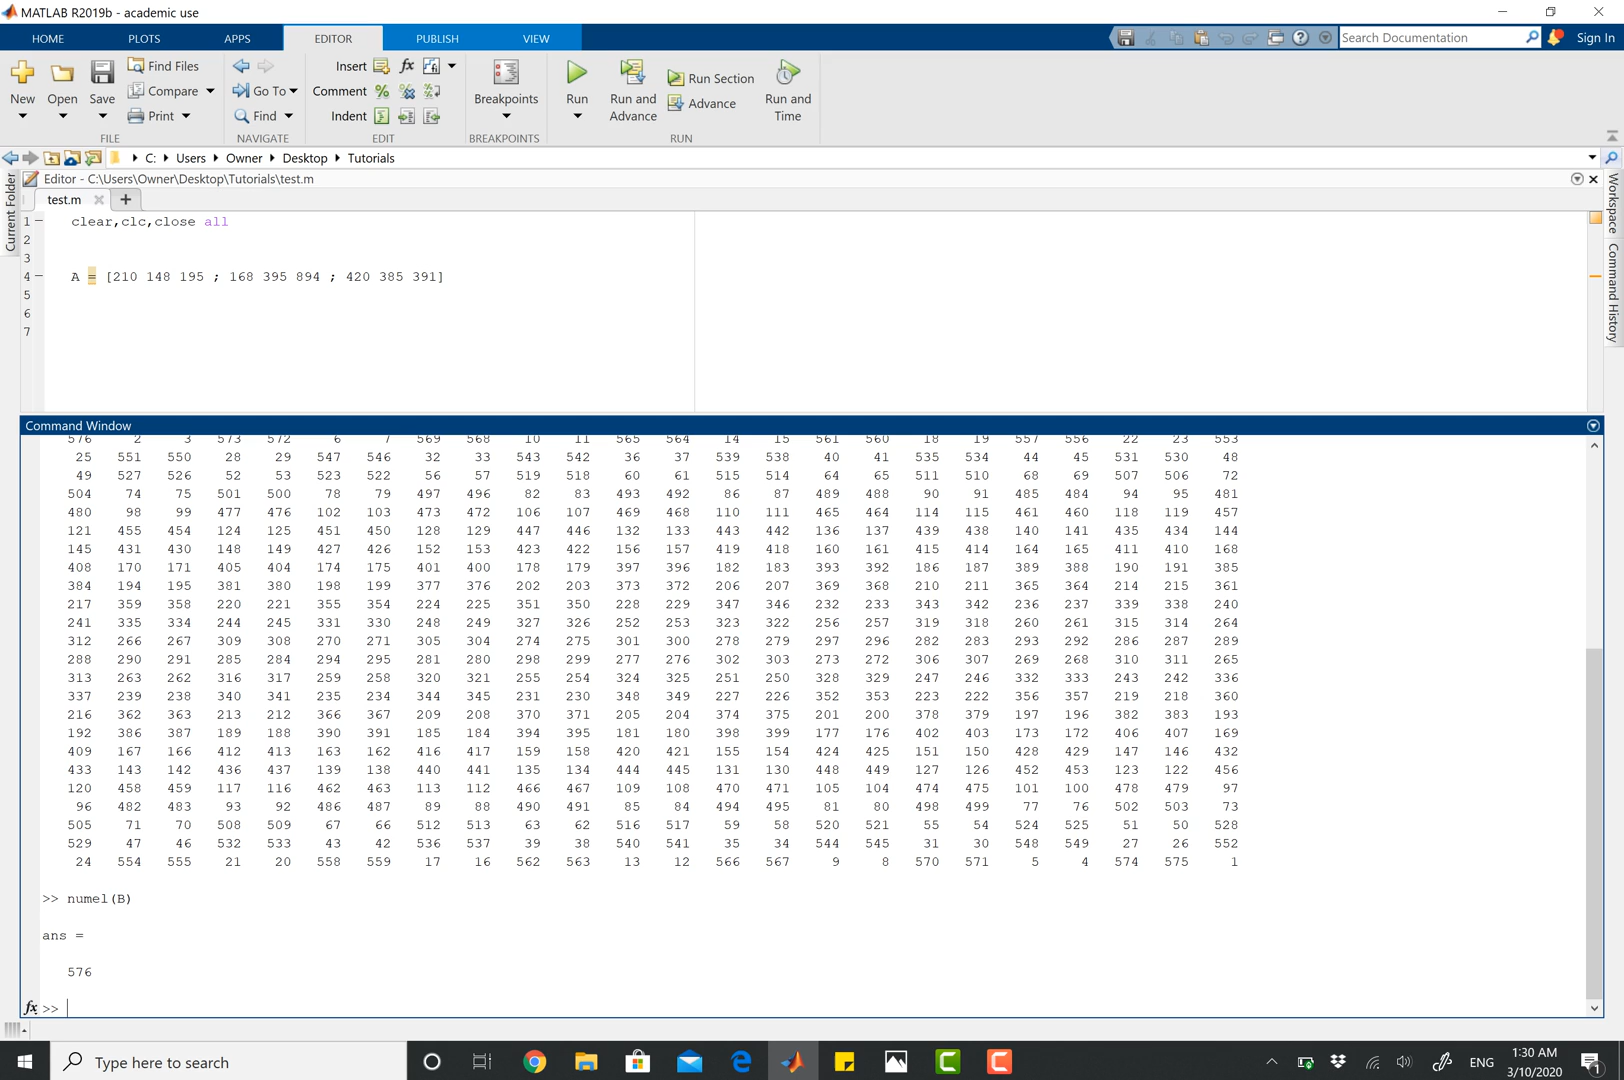 MATLAB R2019b - academic use
HOME PLOTS APPS EDITOR PUBLISH VIEW Search Documentation Sign In
New Open Save Find Files Compare Print FILE
Go To Find NAVIGATE
Insert fx Comment Indent EDIT
Breakpoints BREAKPOINTS
Run Run and Advance Run Section Advance Run and Time RUN
C: Users Owner Desktop Tutorials
Current Folder
Workspace
Command History
Editor - C:\Users\Owner\Desktop\Tutorials\test.m
test.m +
1 clear,clc,close all
2
3
4 A = [210 148 195 ; 168 395 894 ; 420 385 391]
5
6
7
Command Window
576 2 3 573 572 6 7 569 568 10 11 565 564 14 15 561 560 18 19 557 556 22 23 553
25 551 550 28 29 547 546 32 33 543 542 36 37 539 538 40 41 535 534 44 45 531 530 48
49 527 526 52 53 523 522 56 57 519 518 60 61 515 514 64 65 511 510 68 69 507 506 72
504 74 75 501 500 78 79 497 496 82 83 493 492 86 87 489 488 90 91 485 484 94 95 481
480 98 99 477 476 102 103 473 472 106 107 469 468 110 111 465 464 114 115 461 460 118 119 457
121 455 454 124 125 451 450 128 129 447 446 132 133 443 442 136 137 439 438 140 141 435 434 144
145 431 430 148 149 427 426 152 153 423 422 156 157 419 418 160 161 415 414 164 165 411 410 168
408 170 171 405 404 174 175 401 400 178 179 397 396 182 183 393 392 186 187 389 388 190 191 385
384 194 195 381 380 198 199 377 376 202 203 373 372 206 207 369 368 210 211 365 364 214 215 361
217 359 358 220 221 355 354 224 225 351 350 228 229 347 346 232 233 343 342 236 237 339 338 240
241 335 334 244 245 331 330 248 249 327 326 252 253 323 322 256 257 319 318 260 261 315 314 264
312 266 267 309 308 270 271 305 304 274 275 301 300 278 279 297 296 282 283 293 292 286 287 289
288 290 291 285 284 294 295 281 280 298 299 277 276 302 303 273 272 306 307 269 268 310 311 265
313 263 262 316 317 259 258 320 321 255 254 324 325 251 250 328 329 247 246 332 333 243 242 336
337 239 238 340 341 235 234 344 345 231 230 348 349 227 226 352 353 223 222 356 357 219 218 360
216 362 363 213 212 366 367 209 208 370 371 205 204 374 375 201 200 378 379 197 196 382 383 193
192 386 387 189 188 390 391 185 184 394 395 181 180 398 399 177 176 402 403 173 172 406 407 169
409 167 166 412 413 163 162 416 417 159 158 420 421 155 154 424 425 151 150 428 429 147 146 432
433 143 142 436 437 139 138 440 441 135 134 444 445 131 130 448 449 127 126 452 453 123 122 456
120 458 459 117 116 462 463 113 112 466 467 109 108 470 471 105 104 474 475 101 100 478 479 97
96 482 483 93 92 486 487 89 88 490 491 85 84 494 495 81 80 498 499 77 76 502 503 73
505 71 70 508 509 67 66 512 513 63 62 516 517 59 58 520 521 55 54 524 525 51 50 528
529 47 46 532 533 43 42 536 537 39 38 540 541 35 34 544 545 31 30 548 549 27 26 552
24 554 555 21 20 558 559 17 16 562 563 13 12 566 567 9 8 570 571 5 4 574 575 1
>> numel(B)
ans =
576
fx >>
Type here to search
ENG
1:30 AM
3/10/2020
1